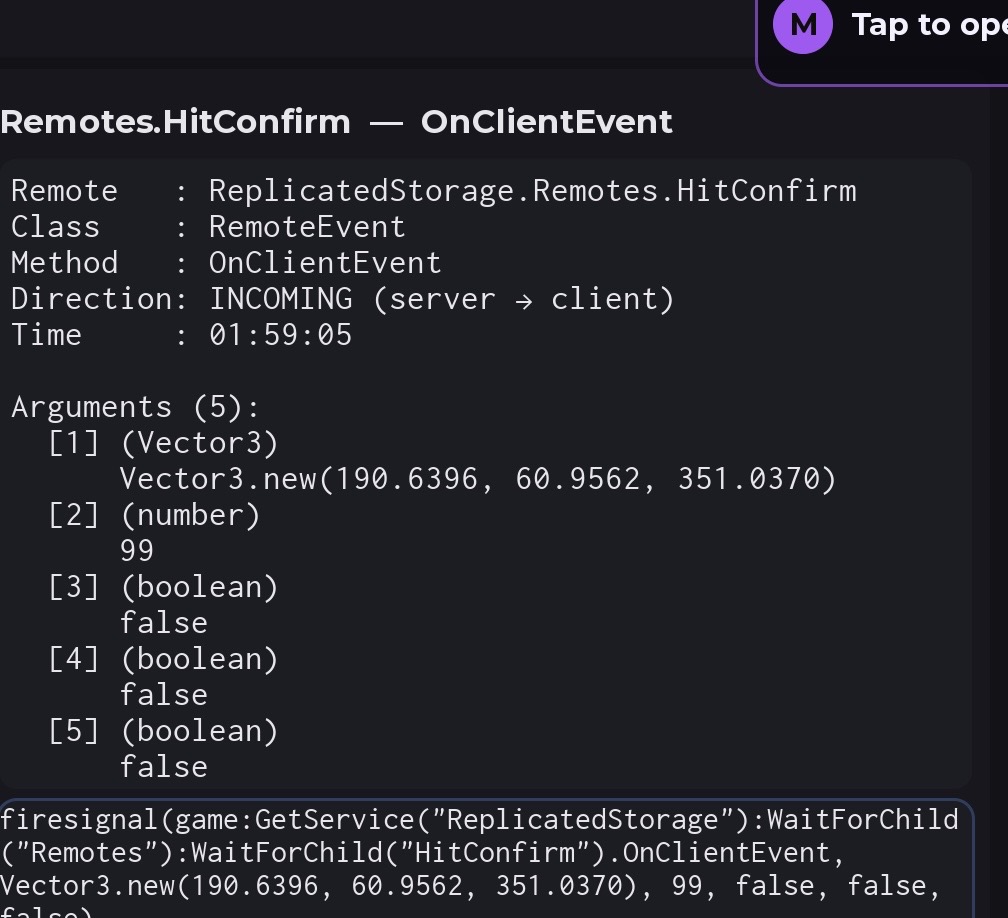 M Tap to ope
Remotes.HitConfirm — OnClientEvent
Remote : ReplicatedStorage.Remotes.HitConfirm
Class : RemoteEvent
Method : OnClientEvent
Direction: INCOMING (server → client)
Time : 01:59:05
Arguments (5):
[1] (Vector3)
Vector3.new(190.6396, 60.9562, 351.0370)
[2] (number)
99
[3] (boolean)
false
[4] (boolean)
false
[5] (boolean)
false
firesignal(game:GetService("ReplicatedStorage"):WaitForChild
("Remotes"):WaitForChild("HitConfirm").OnClientEvent,
Vector3.new(190.6396, 60.9562, 351.0370), 99, false, false,
false)